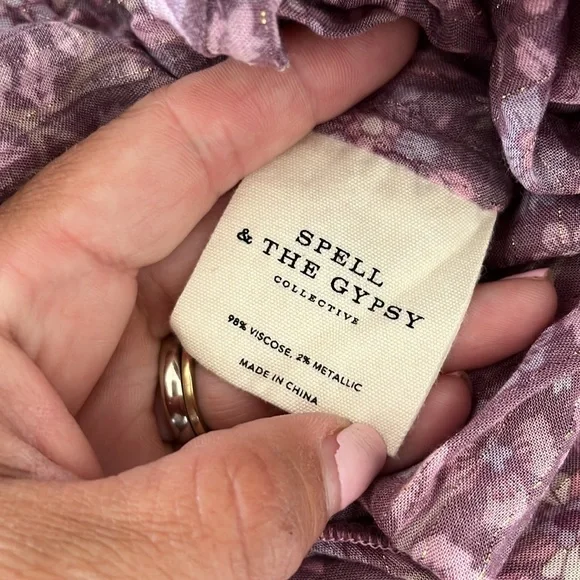 SPELL
& THE GYPSY
COLLECTIVE
98% VISCOSE, 2% METALLIC
MADE IN CHINA